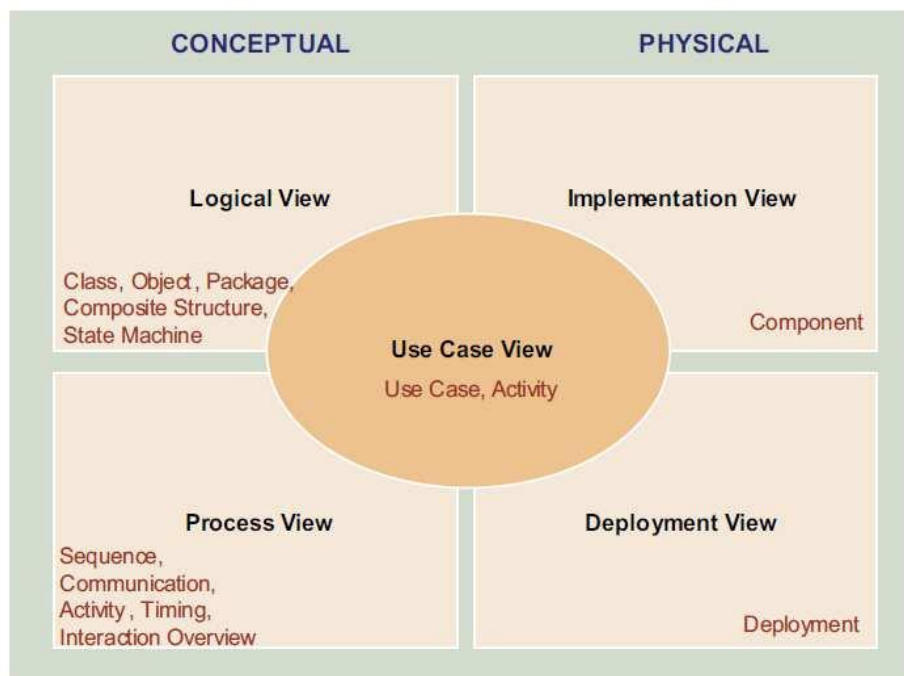 CONCEPTUAL
PHYSICAL
Logical View
Implementation View
Class, Object, Package,
Composite Structure,
State Machine
Component
Use Case View
Use Case, Activity
Process View
Deployment View
Sequence,
Communication,
Activity, Timing,
Interaction Overview
Deployment